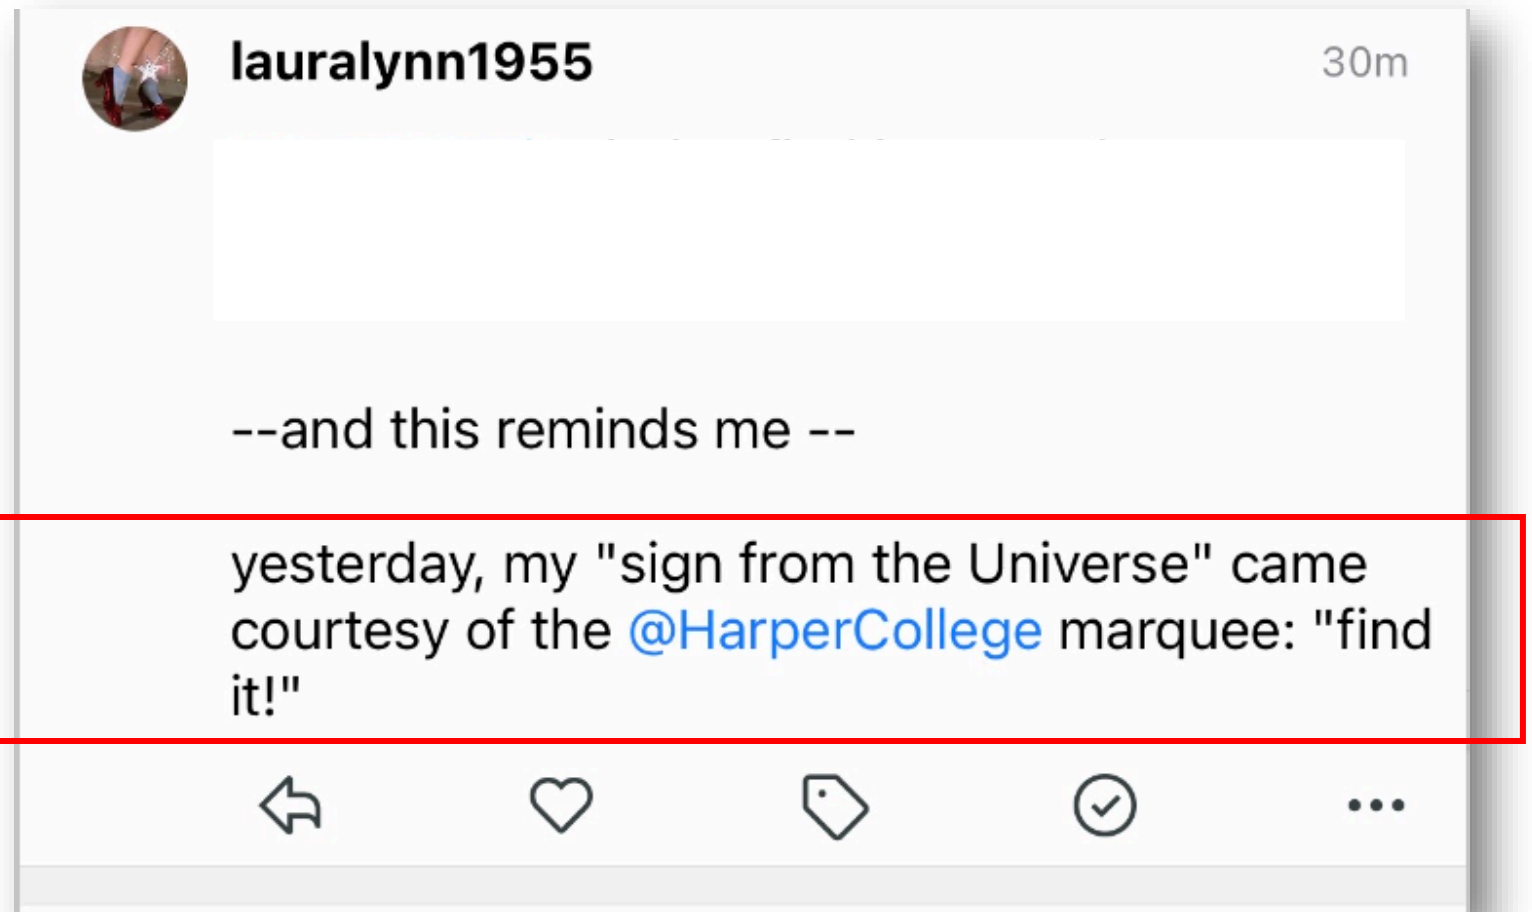 lauralynn1955
30m
--and this reminds me --
yesterday, my "sign from the Universe" came
courtesy of the @HarperCollege marquee: "find
it!"